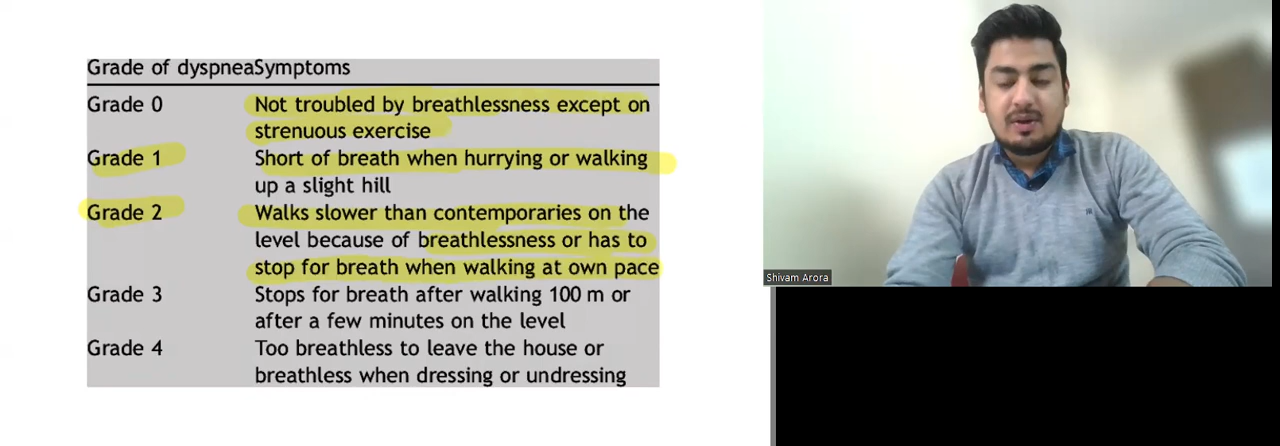 Grade of dyspneaSymptoms
Grade 0 Not troubled by breathlessness except on
strenuous exercise
Grade 1 Short of breath when hurrying or walking
up a slight hill
Grade 2 Walks slower than contemporaries on the
level because of breathlessness or has to
stop for breath when walking at own pace
Grade 3 Stops for breath after walking 100 m or
after a few minutes on the level
Grade 4 Too breathless to leave the house or
breathless when dressing or undressing
Shivam Arora